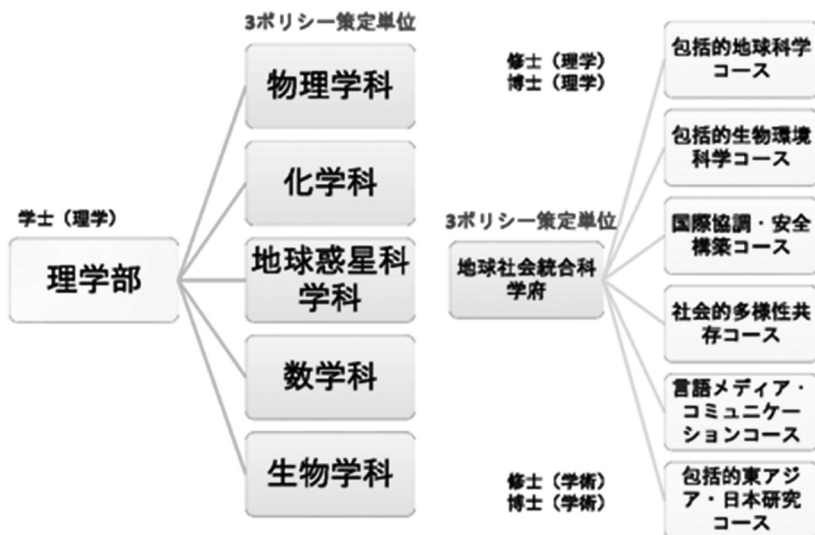 3ポリシー策定単位
物理学科
化学科
学士（理学）
理学部
地球惑星科
学科
数学科
生物学科
修士（理学）
博士（理学）
3ポリシー策定単位
地球社会統合科
学府
包括的地球科学
コース
包括的生物環境
科学コース
国際協調・安全
構築コース
社会的多様性共
存コース
言語メディア・
コミュニケー
ションコース
修士（学術）
博士（学術）
包括的東アジ
ア・日本研究
コース